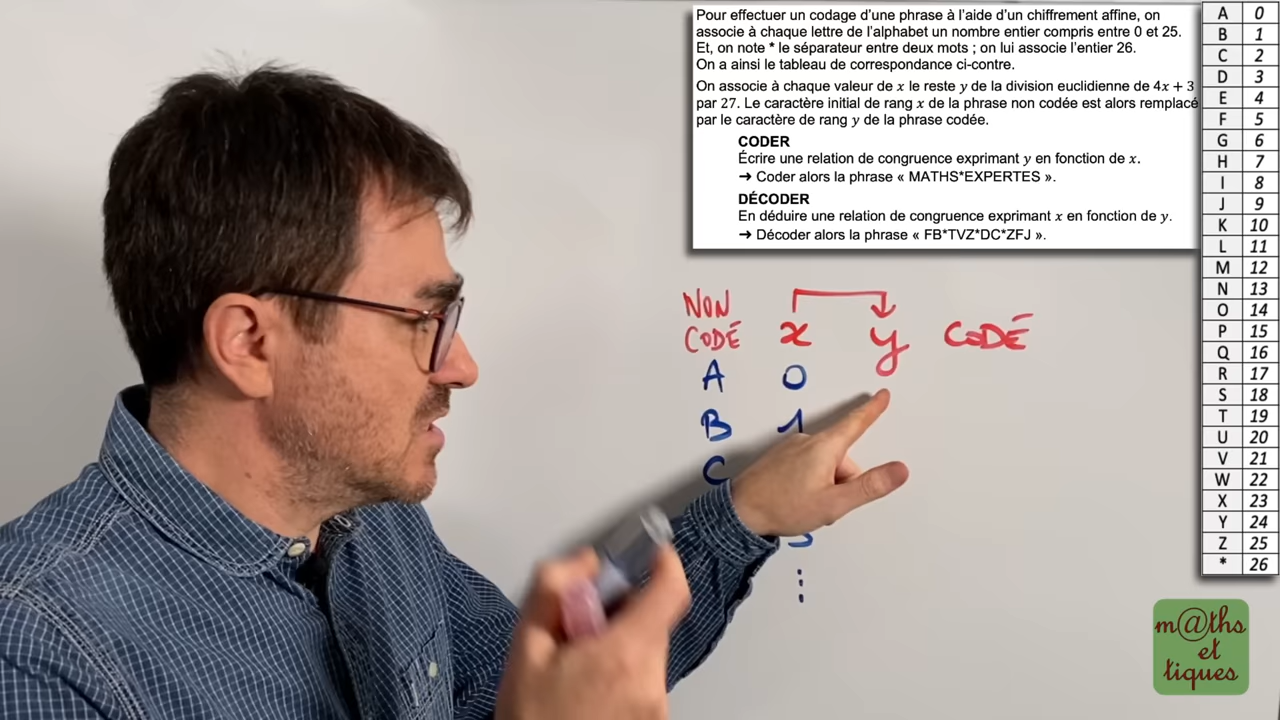 Pour effectuer un codage d'une phrase à l'aide d'un chiffrement affine, on
associe à chaque lettre de l'alphabet un nombre entier compris entre 0 et 25.
Et, on note * le séparateur entre deux mots ; on lui associe l'entier 26.
On a ainsi le tableau de correspondance ci-contre.
On associe à chaque valeur de x le reste y de la division euclidienne de 4x + 3
par 27. Le caractère initial de rang x de la phrase non codée est alors remplacé
par le caractère de rang y de la phrase codée.
CODER
Écrire une relation de congruence exprimant y en fonction de x.
→ Coder alors la phrase « MATHS*EXPERTES ».
DÉCODER
En déduire une relation de congruence exprimant x en fonction de y.
→ Décoder alors la phrase « FB*TVZ*DC*ZFJ ».
A 0
B 1
C 2
D 3
E 4
F 5
G 6
H 7
I 8
J 9
K 10
L 11
M 12
N 13
O 14
P 15
Q 16
R 17
S 18
T 19
U 20
V 21
W 22
X 23
Y 24
Z 25
* 26
NON
CODÉ x y CODÉ
A 0
B 1
C
m@ths
et
tiques